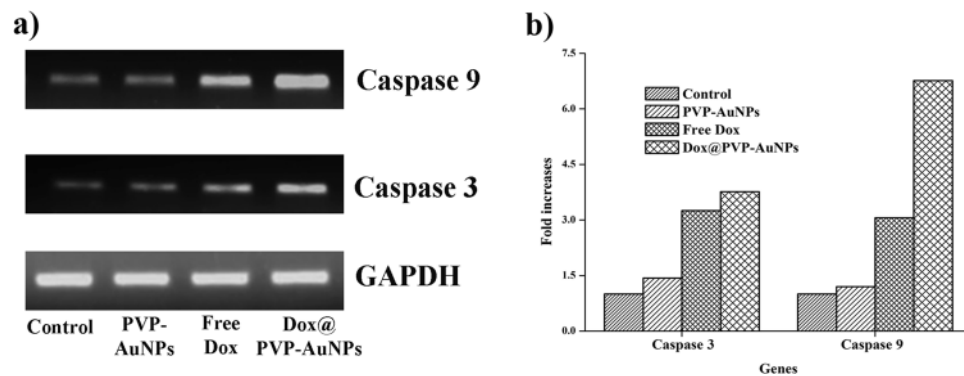 a)
Caspase 9
Caspase 3
GAPDH
Control
PVP-
AuNPs
Free
Dox
Dox@
PVP-AuNPs
b)
7.5
6.0
4.5
3.0
1.5
0.0
Fold increases
Control
PVP-AuNPs
Free Dox
Dox@PVP-AuNPs
Caspase 3
Caspase 9
Genes